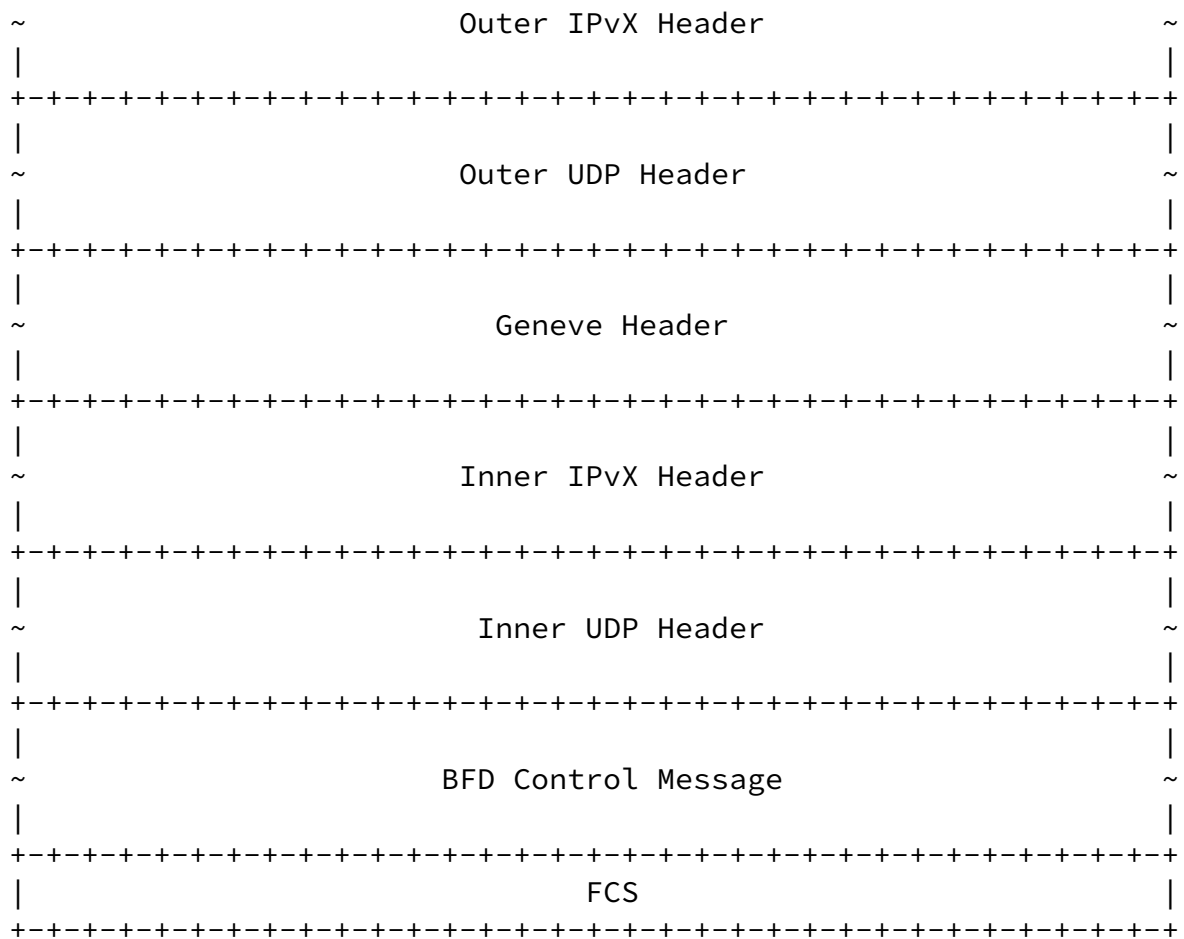 ~                        Outer IPvX Header                      ~
|                                                               |
+-+-+-+-+-+-+-+-+-+-+-+-+-+-+-+-+-+-+-+-+-+-+-+-+-+-+-+-+-+-+-+-+
|                                                               |
~                        Outer UDP Header                       ~
|                                                               |
+-+-+-+-+-+-+-+-+-+-+-+-+-+-+-+-+-+-+-+-+-+-+-+-+-+-+-+-+-+-+-+-+
|                                                               |
~                          Geneve Header                        ~
|                                                               |
+-+-+-+-+-+-+-+-+-+-+-+-+-+-+-+-+-+-+-+-+-+-+-+-+-+-+-+-+-+-+-+-+
|                                                               |
~                        Inner IPvX Header                      ~
|                                                               |
+-+-+-+-+-+-+-+-+-+-+-+-+-+-+-+-+-+-+-+-+-+-+-+-+-+-+-+-+-+-+-+-+
|                                                               |
~                         Inner UDP Header                      ~
|                                                               |
+-+-+-+-+-+-+-+-+-+-+-+-+-+-+-+-+-+-+-+-+-+-+-+-+-+-+-+-+-+-+-+-+
|                                                               |
~                       BFD Control Message                     ~
|                                                               |
+-+-+-+-+-+-+-+-+-+-+-+-+-+-+-+-+-+-+-+-+-+-+-+-+-+-+-+-+-+-+-+-+
|                               FCS                             |
+-+-+-+-+-+-+-+-+-+-+-+-+-+-+-+-+-+-+-+-+-+-+-+-+-+-+-+-+-+-+-+-+